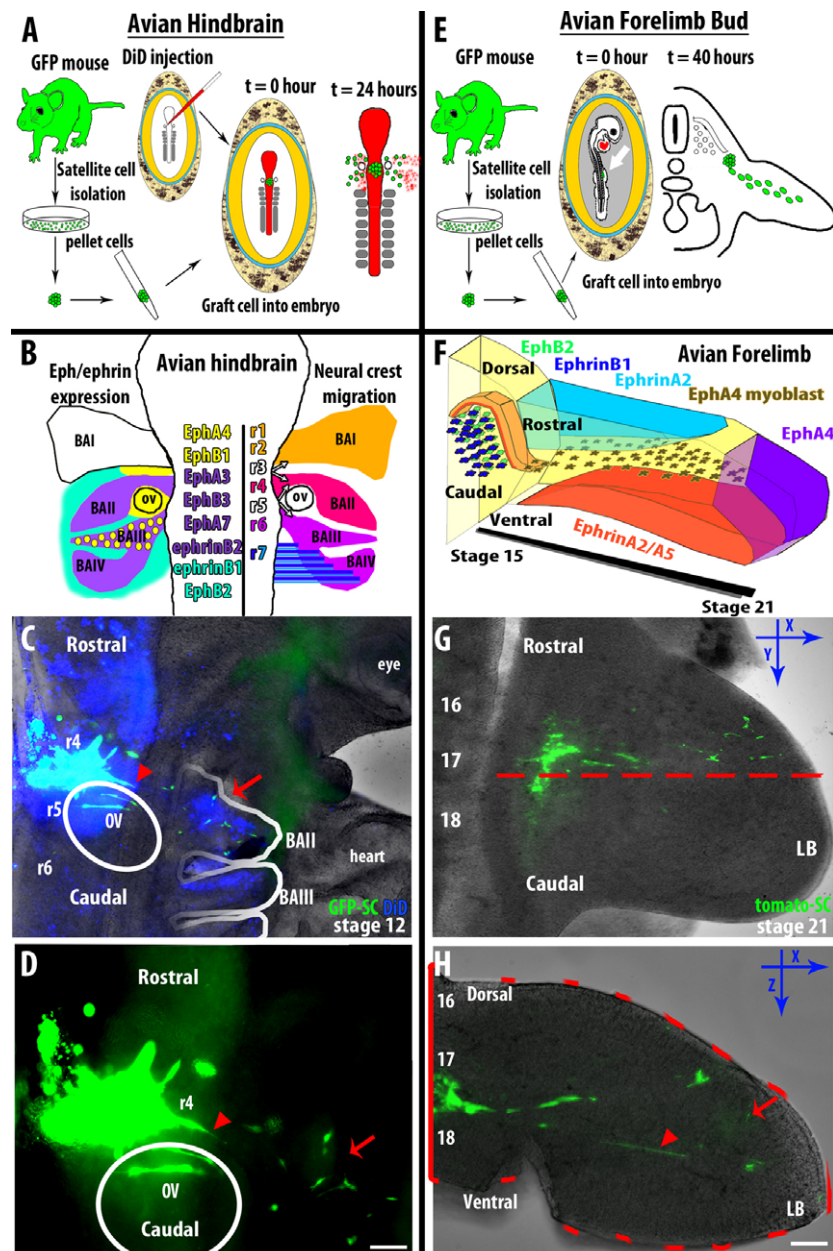 A
Avian Hindbrain
GFP mouse
DiD injection
t = 0 hour
t = 24 hours
Satellite cell
isolation
pellet cells
Graft cell into embryo
E
Avian Forelimb Bud
GFP mouse
t = 0 hour
t = 40 hours
Satellite cell
isolation
pellet cells
Graft cell into embryo
B
Eph/ephrin
expression
Avian hindbrain
Neural crest
migration
BAI
BAII
OV
BAIII
BAIV
EphA4
EphB1
EphA3
EphB3
EphA7
ephrinB2
ephrinB1
EphB2
r1
r2
r3
r4
r5
r6
r7
BAI
BAII
OV
BAIII
BAIV
F
EphB2
EphrinB1
Avian Forelimb
Dorsal
EphrinA2
EphA4 myoblast
Rostral
EphA4
Caudal
Ventral
EphrinA2/A5
Stage 15
Stage 21
C
Rostral
eye
r4
r5
OV
BAII
r6
heart
Caudal
BAIII
GFP-SC DiD
stage 12
G
Rostral
X
Y
16
17
18
LB
Caudal
tomato-SC
stage 21
D
Rostral
r4
OV
Caudal
H
X
Z
16
Dorsal
17
18
Ventral
LB